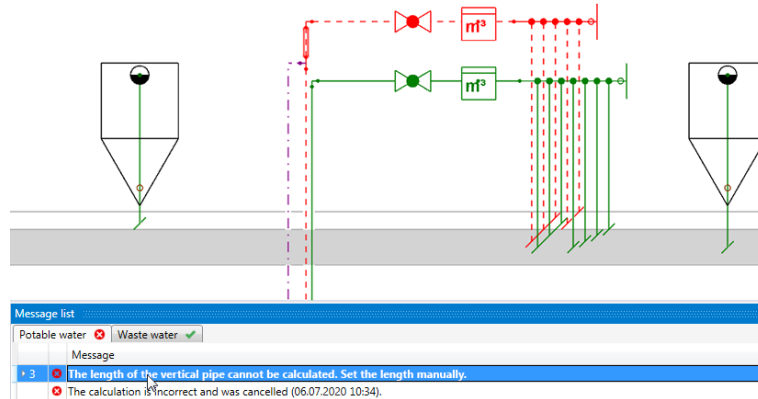 m³
m³
Message list
Potable water Waste water
Message
3 The length of the vertical pipe cannot be calculated. Set the length manually.
The calculation is incorrect and was cancelled (06.07.2020 10:34).